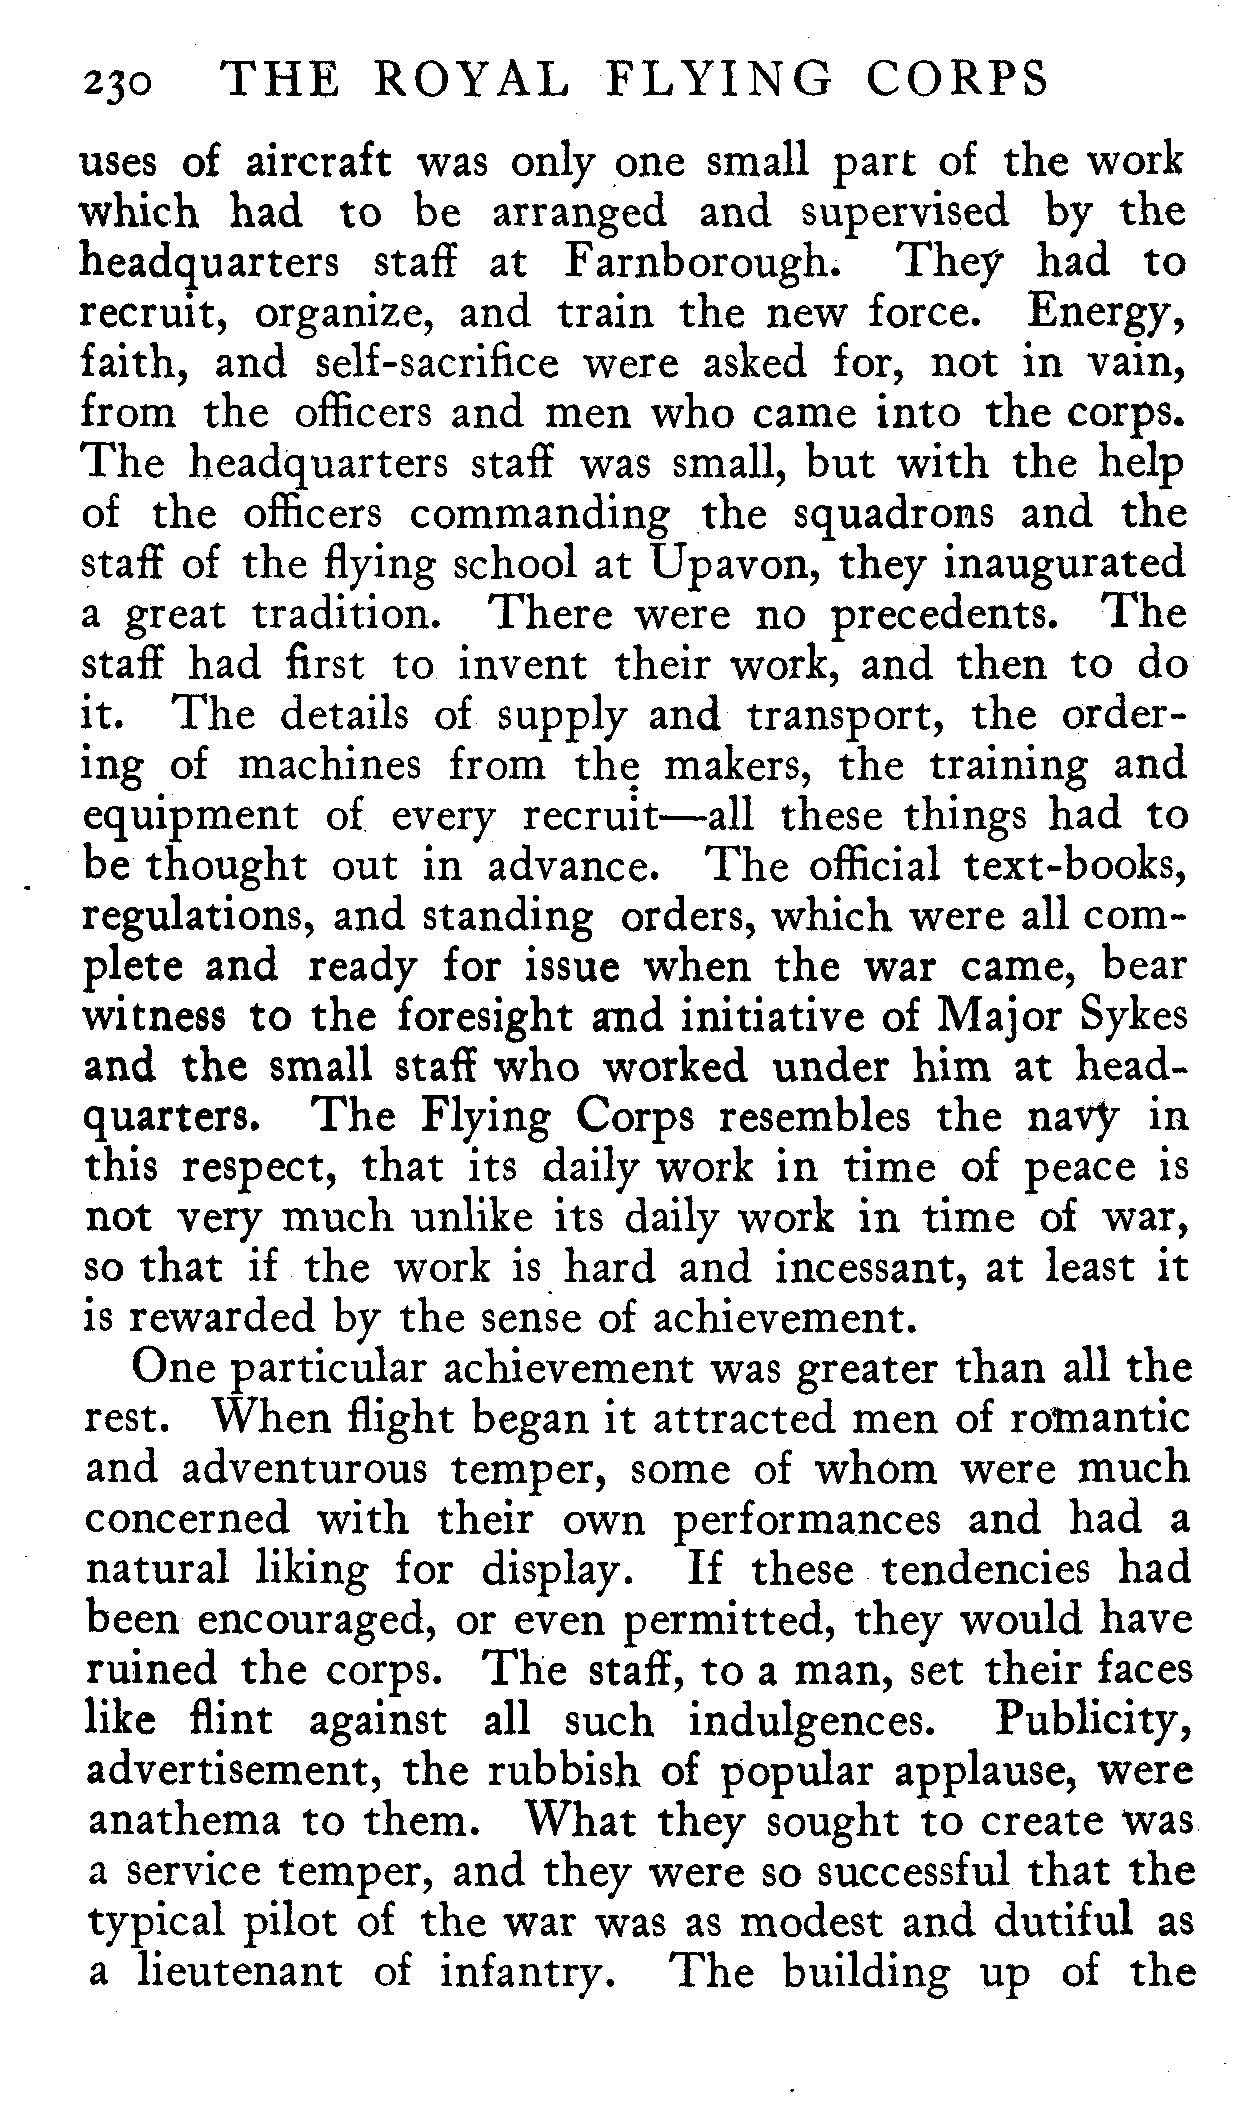 230 THE ROYAL FLYING CORPS
uses of aircraft was only one small part of the work
which had to be arranged and supervised by the
headquarters staff at Farnborough. They had to
recruit, organize, and train the new force. Energy,
faith, and self-sacrifice were asked for, not in vain,
from the officers and men who came into the corps.
The headquarters staff was small, but with the help
of the officers commanding the squadrons and the
staff of the flying school at Upavon, they inaugurated
a great tradition. There were no precedents. The
staff had first to invent their work, and then to do
it. The details of supply and transport, the order-
ing of machines from the makers, the training and
equipment of every recruit—all these things had to
be thought out in advance. The official text-books,
regulations, and standing orders, which were all com-
plete and ready for issue when the war came, bear
witness to the foresight and initiative of Major Sykes
and the small staff who worked under him at head-
quarters. The Flying Corps resembles the navy in
this respect, that its daily work in time of peace is
not very much unlike its daily work in time of war,
so that if the work is hard and incessant, at least it
is rewarded by the sense of achievement.
One particular achievement was greater than all the
rest. When flight began it attracted men of romantic
and adventurous temper, some of whom were much
concerned with their own performances and had a
natural liking for display. If these tendencies had
been encouraged, or even permitted, they would have
ruined the corps. The staff, to a man, set their faces
like flint against all such indulgences. Publicity,
advertisement, the rubbish of popular applause, were
anathema to them. What they sought to create was
a service temper, and they were so successful that the
typical pilot of the war was as modest and dutiful as
a lieutenant of infantry. The building up of the